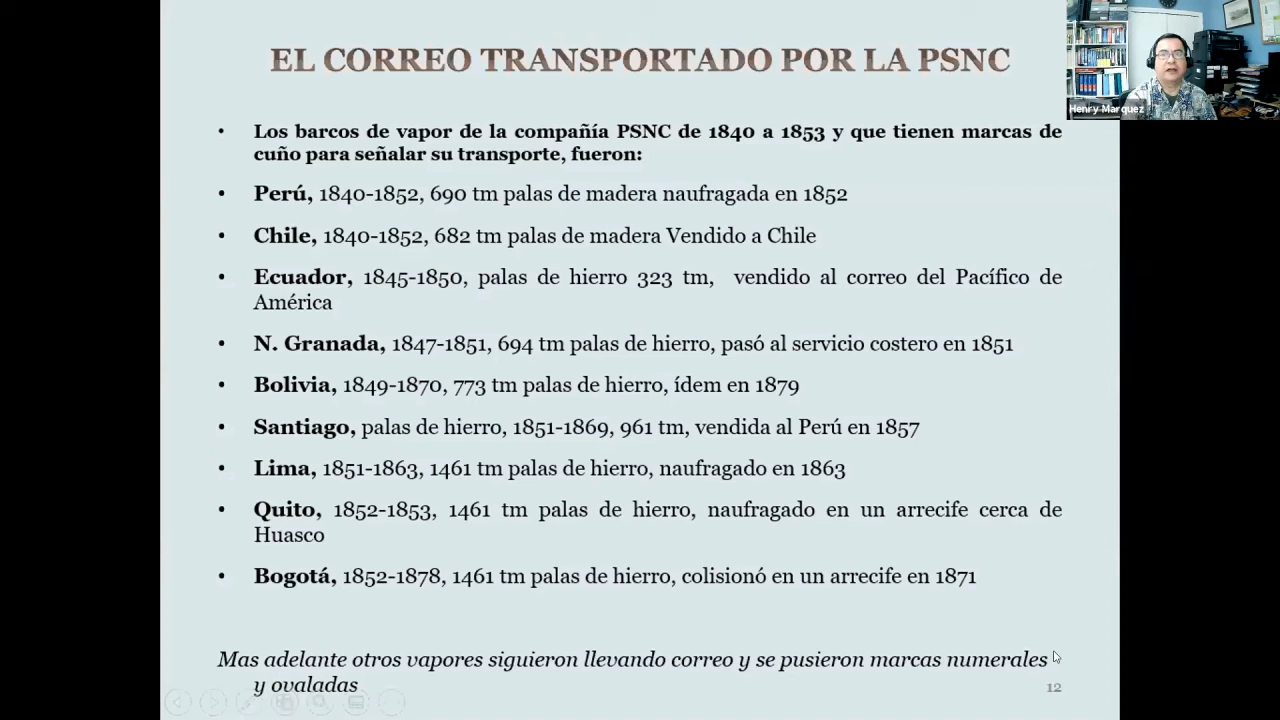 EL CORREO TRANSPORTADO POR LA PSNC
Henry Marquez
• Los barcos de vapor de la compañía PSNC de 1840 a 1853 y que tienen marcas de
cuño para señalar su transporte, fueron:
• Perú, 1840-1852, 690 tm palas de madera naufragada en 1852
• Chile, 1840-1852, 682 tm palas de madera Vendido a Chile
• Ecuador, 1845-1850, palas de hierro 323 tm, vendido al correo del Pacífico de
América
• N. Granada, 1847-1851, 694 tm palas de hierro, pasó al servicio costero en 1851
• Bolivia, 1849-1870, 773 tm palas de hierro, ídem en 1879
• Santiago, palas de hierro, 1851-1869, 961 tm, vendida al Perú en 1857
• Lima, 1851-1863, 1461 tm palas de hierro, naufragado en 1863
• Quito, 1852-1853, 1461 tm palas de hierro, naufragado en un arrecife cerca de
Huasco
• Bogotá, 1852-1878, 1461 tm palas de hierro, colisionó en un arrecife en 1871
Mas adelante otros vapores siguieron llevando correo y se pusieron marcas numerales
y ovaladas
12